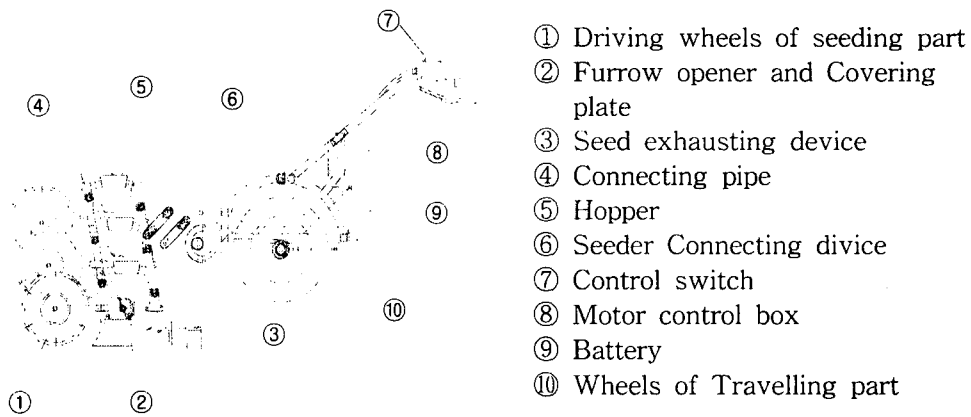 ⑦
⑤
④
⑥
⑧
⑨
⑩
③
①
②
① Driving wheels of seeding part
② Furrow opener and Covering
plate
③ Seed exhausting device
④ Connecting pipe
⑤ Hopper
⑥ Seeder Connecting divice
⑦ Control switch
⑧ Motor control box
⑨ Battery
⑩ Wheels of Travelling part